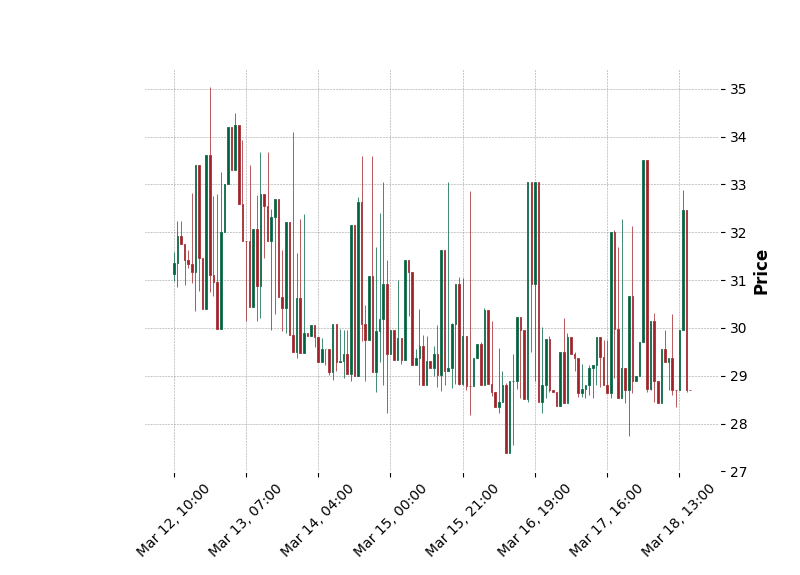 35
34
33
32
31
30
29
28
27
Price
Mar 12, 10:00
Mar 13, 07:00
Mar 14, 04:00
Mar 15, 00:00
Mar 15, 21:00
Mar 16, 19:00
Mar 17, 16:00
Mar 18, 13:00